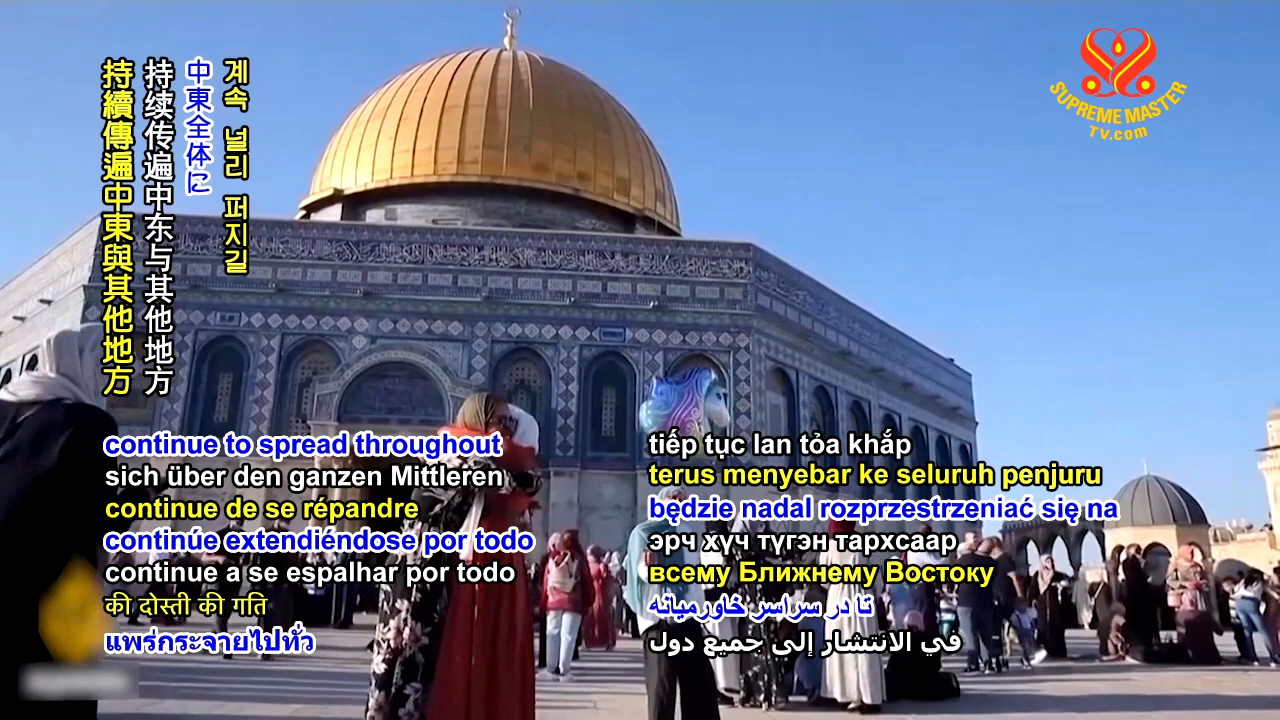 持續傳遍中東與其他地方
持续传遍中东与其他地方
中東全体に
계속 널리 퍼지길
SUPREME MASTER
TV.com
continue to spread throughout
sich über den ganzen Mittleren
continue de se répandre
continúe extendiéndose por todo
continue a se espalhar por todo
की दोस्ती की गति
แพร่กระจายไปทั่ว
tiếp tục lan tỏa khắp
terus menyebar ke seluruh penjuru
będzie nadal rozprzestrzeniać się na
эрч хүч түгэн тархсаар
всему Ближнему Востоку
تا در سراسر خاورمیانه
في الانتشار إلى جميع دول